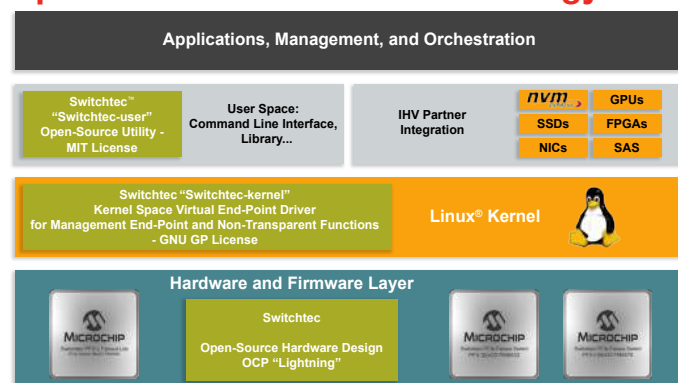 Applications, Management, and Orchestration
Switchtec™
“Switchtec-user”
Open-Source Utility -
MIT License
User Space:
Command Line Interface,
Library...
IHV Partner
Integration
nvm
GPUs
SSDs
FPGAs
NICs
SAS
Switchtec “Switchtec-kernel”
Kernel Space Virtual End-Point Driver
for Management End-Point and Non-Transparent Functions
- GNU GP License
Linux® Kernel
Hardware and Firmware Layer
MICROCHIP
Switchtec
Open-Source Hardware Design
OCP “Lightning”
MICROCHIP
MICROCHIP